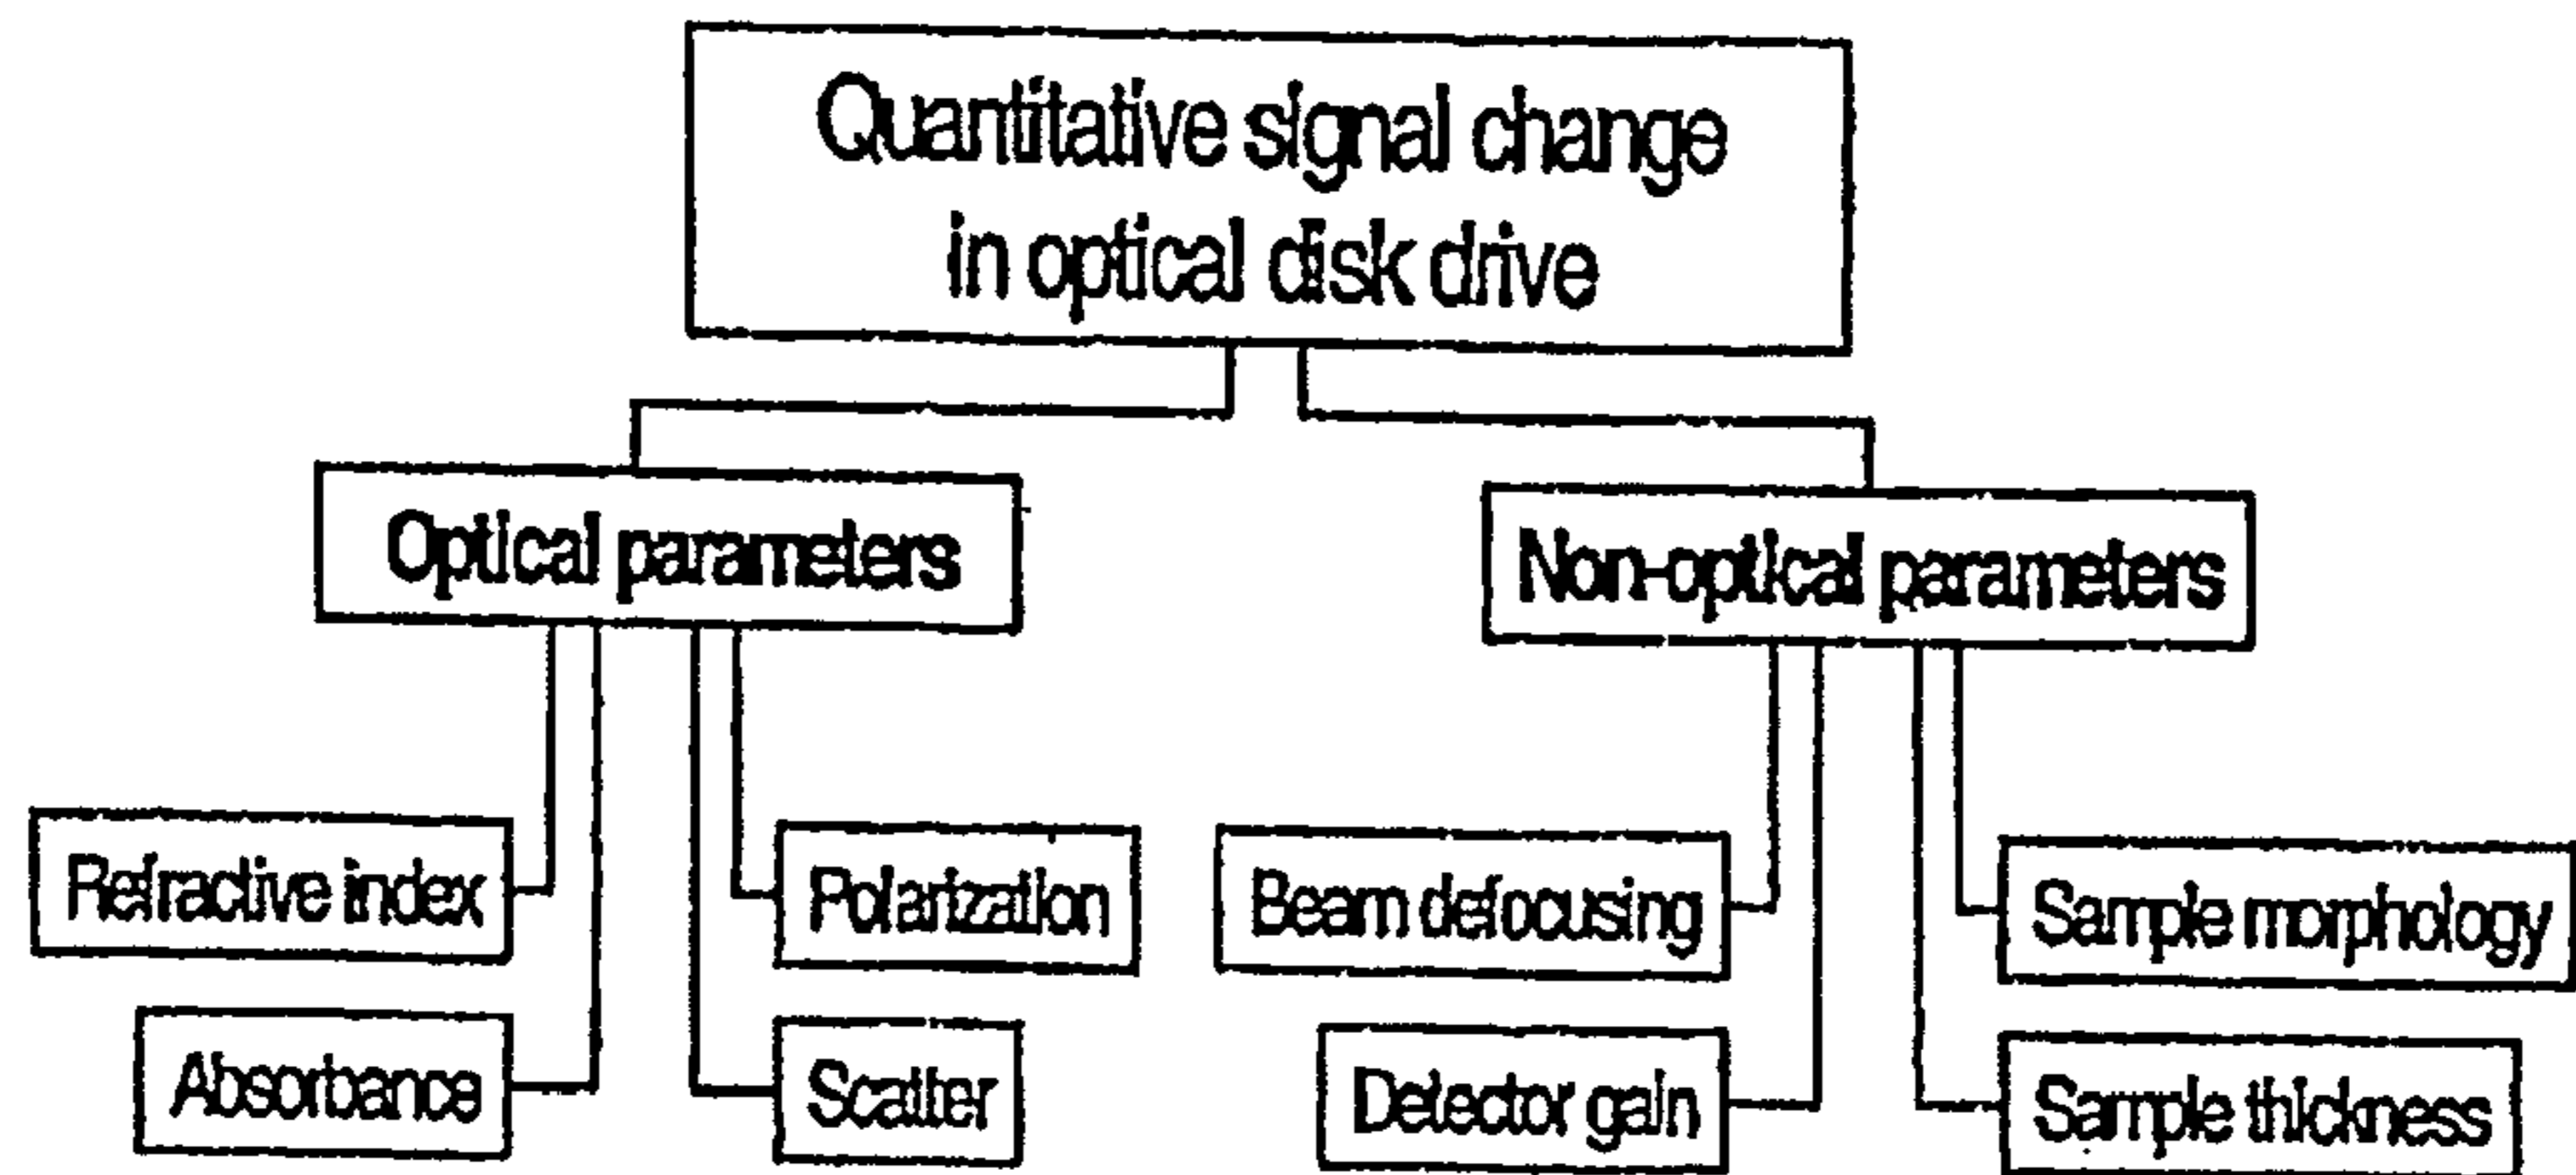 Quantitative signal change
in optical disk drive
Optical parameters
Non-optical parameters
Refractive index
Polarization
Beam defocusing
Sample morphology
Absorbance
Scatter
Detector gain
Sample thickness